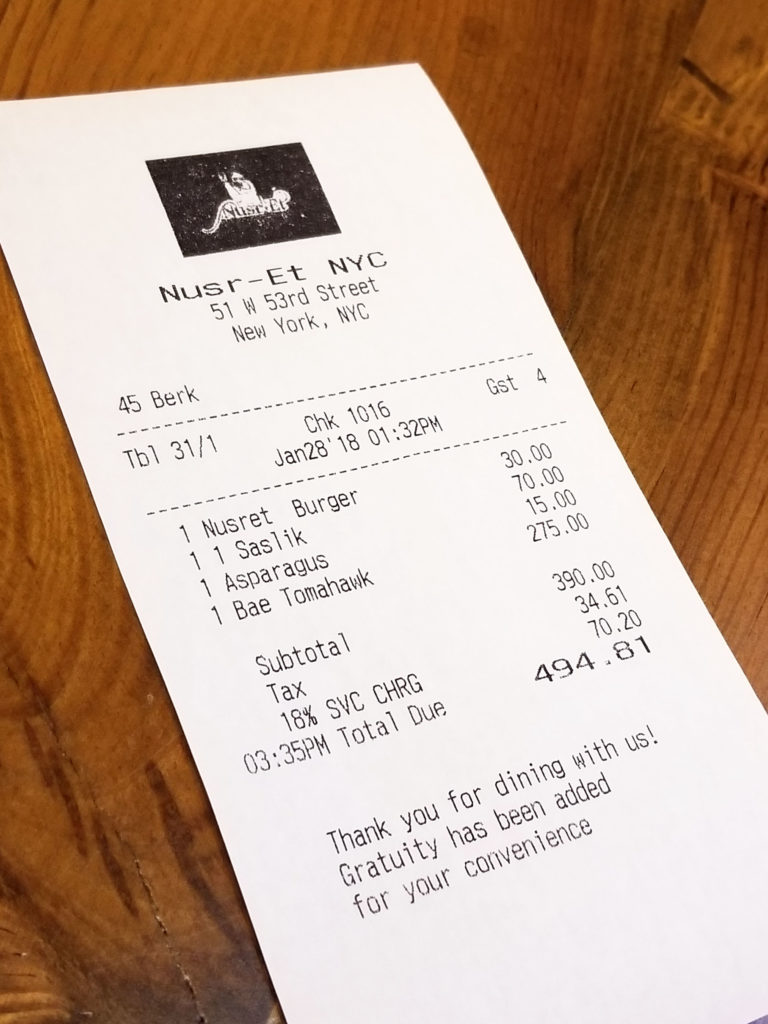 Nusr-Et
Nusr-Et NYC
51 W 53rd Street
New York, NYC
45 Berk
Tbl 31/1 Chk 1016 Gst 4
Jan28'18 01:32PM
1 Nusret Burger 30.00
1 1 Saslik 70.00
1 Asparagus 15.00
1 Bae Tomahawk 275.00
Subtotal 390.00
Tax 34.61
18% SVC CHRG 70.20
03:35PM Total Due 494.81
Thank you for dining with us!
Gratuity has been added
for your convenience